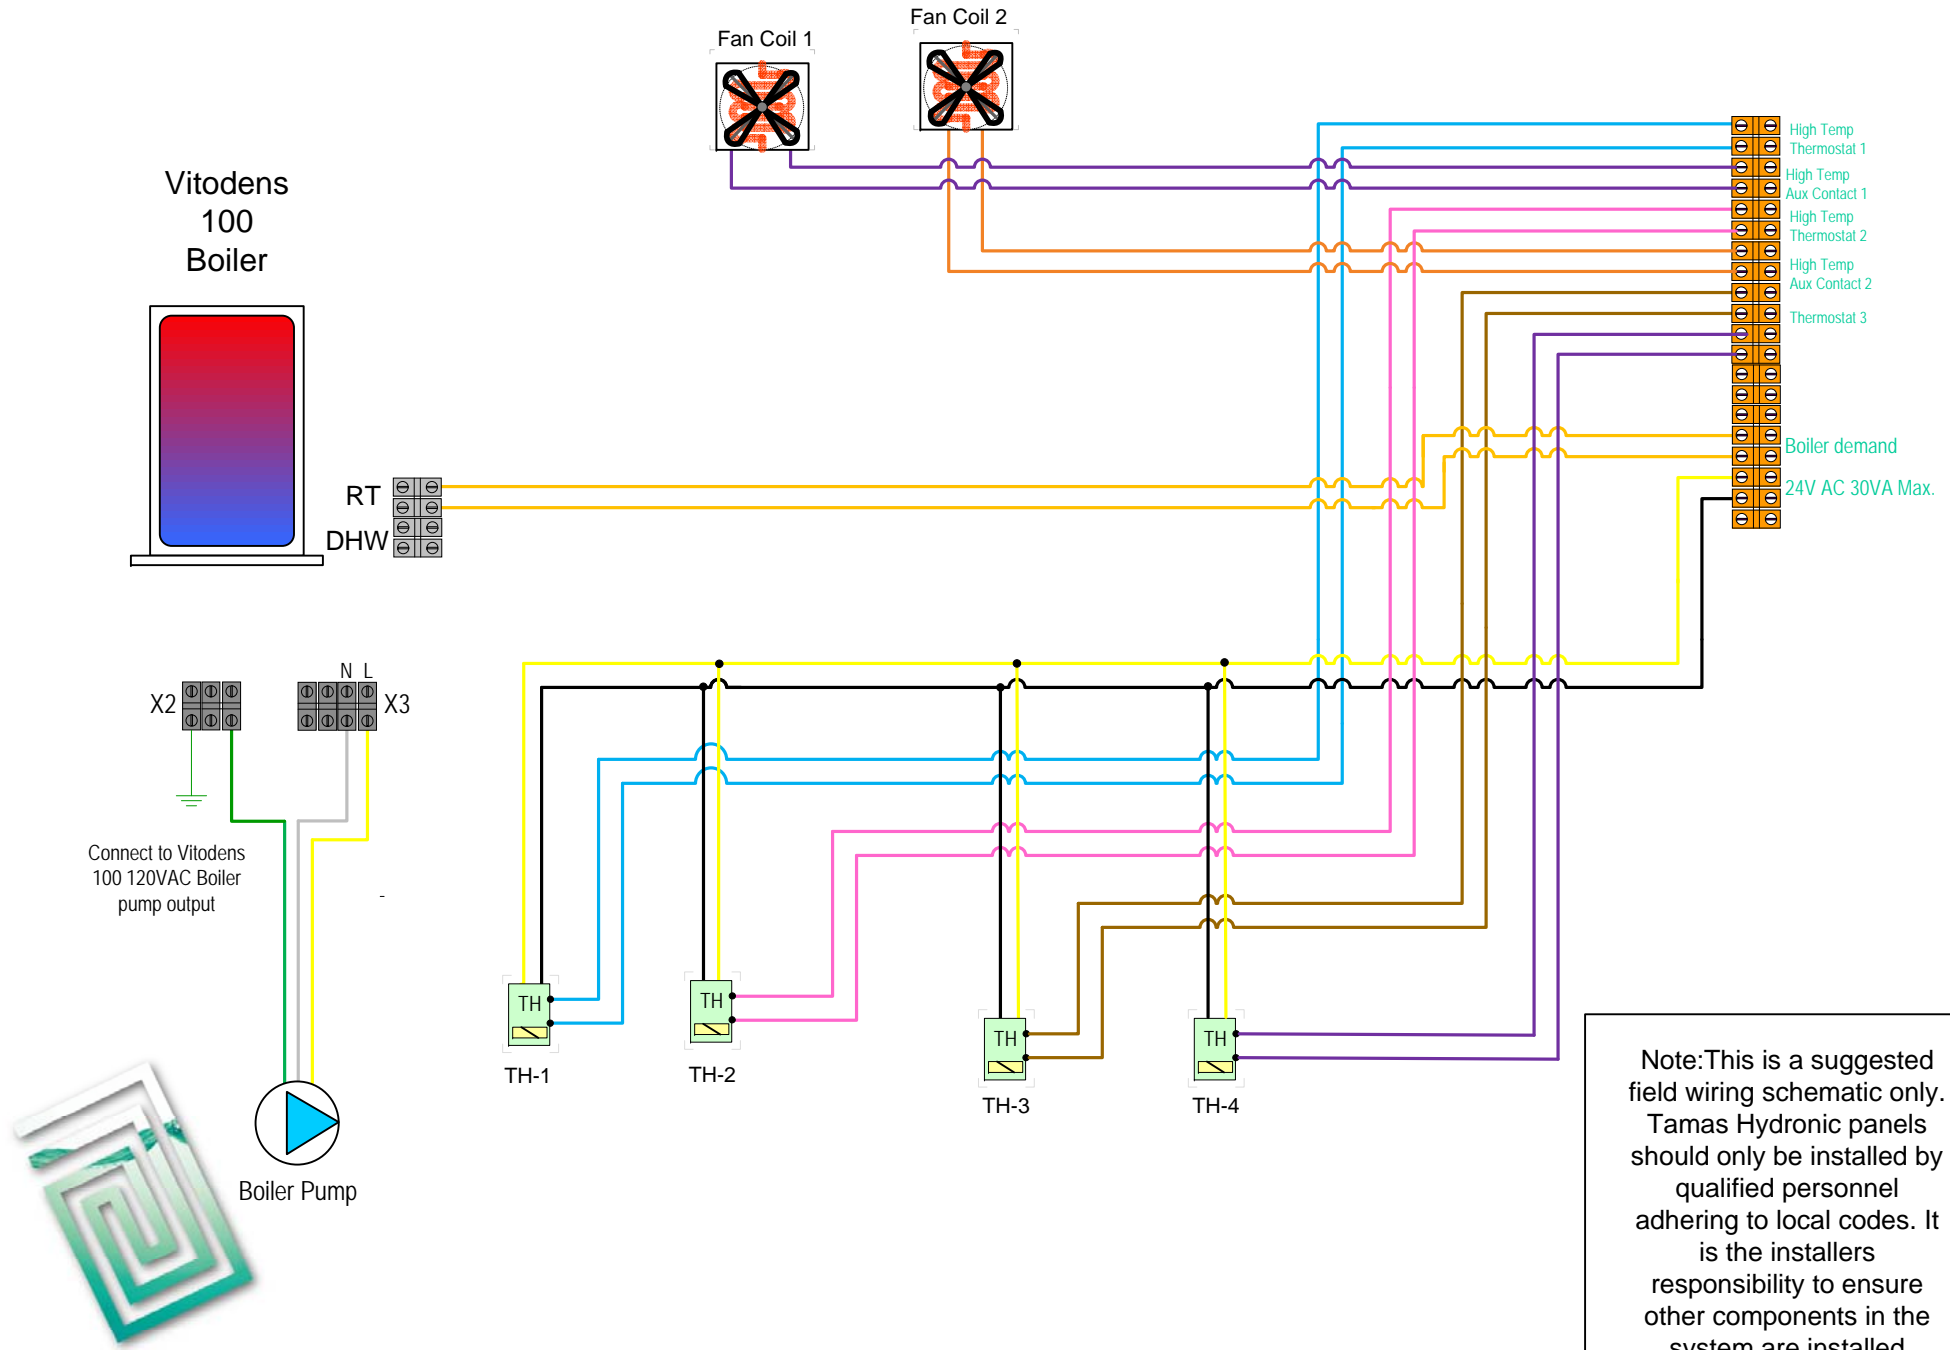 Fan Coil 2
Fan Coil 1
Vitodens
100
Boiler
High Temp
Thermostat 1
High Temp
Aux Contact 1
High Temp
Thermostat 2
High Temp
Aux Contact 2
Thermostat 3
Boiler demand
24V AC 30VA Max.
RT
DHW
N L
X2
X3
Connect to Vitodens
100 120VAC Boiler
pump output
-
TH
TH
TH
TH
TH-1
TH-2
TH-3
TH-4
Boiler Pump
Note:This is a suggested
field wiring schematic only.
Tamas Hydronic panels
should only be installed by
qualified personnel
adhering to local codes. It
is the installers
responsibility to ensure
other components in the
system are installed